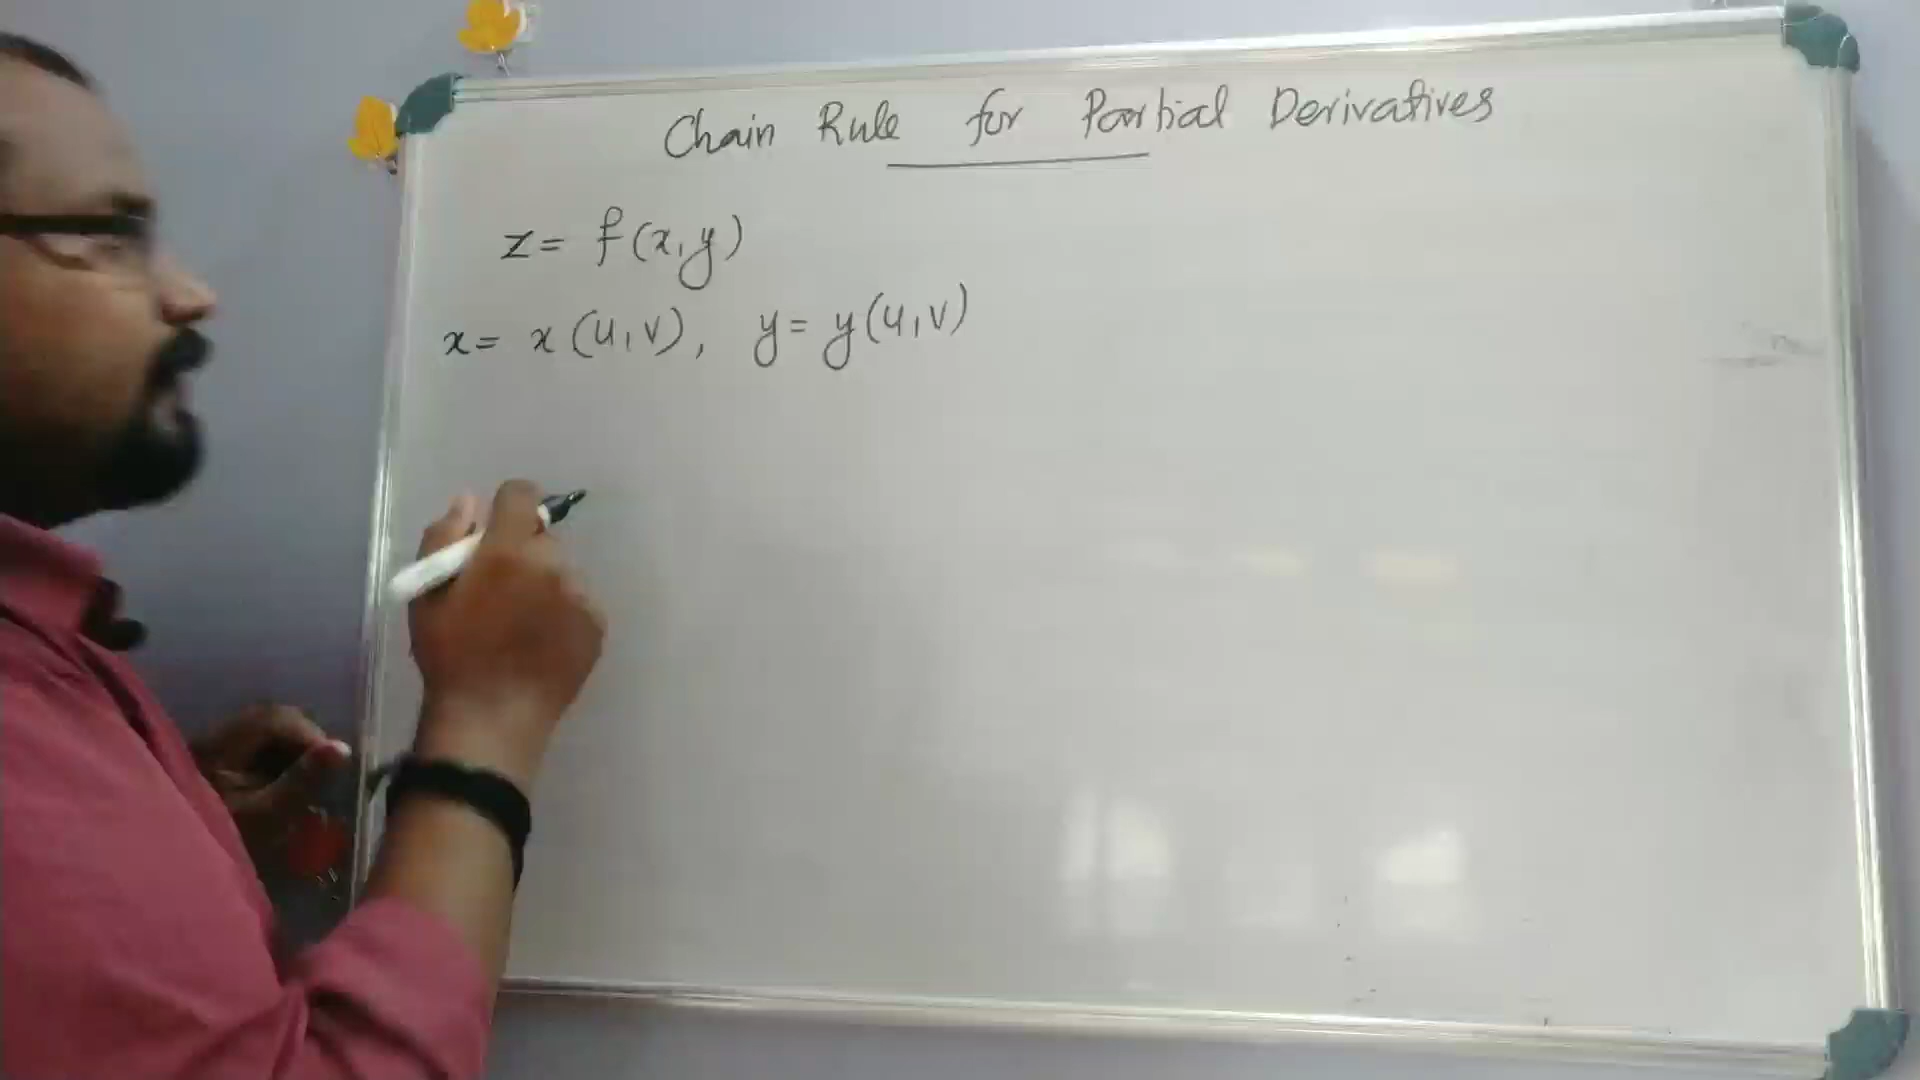 Chain Rule for Partial Derivatives
z = f(x,y)
x = x(u,v), y = y(u,v)